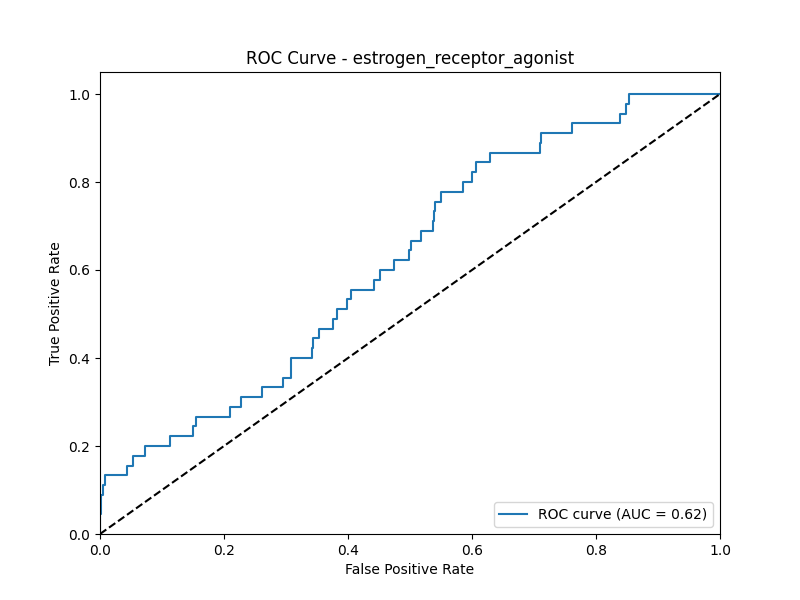 ROC Curve - estrogen_receptor_agonist
True Positive Rate
1.0
0.8
0.6
0.4
0.2
0.0
ROC curve (AUC = 0.62)
0.0 0.2 0.4 0.6 0.8 1.0
False Positive Rate